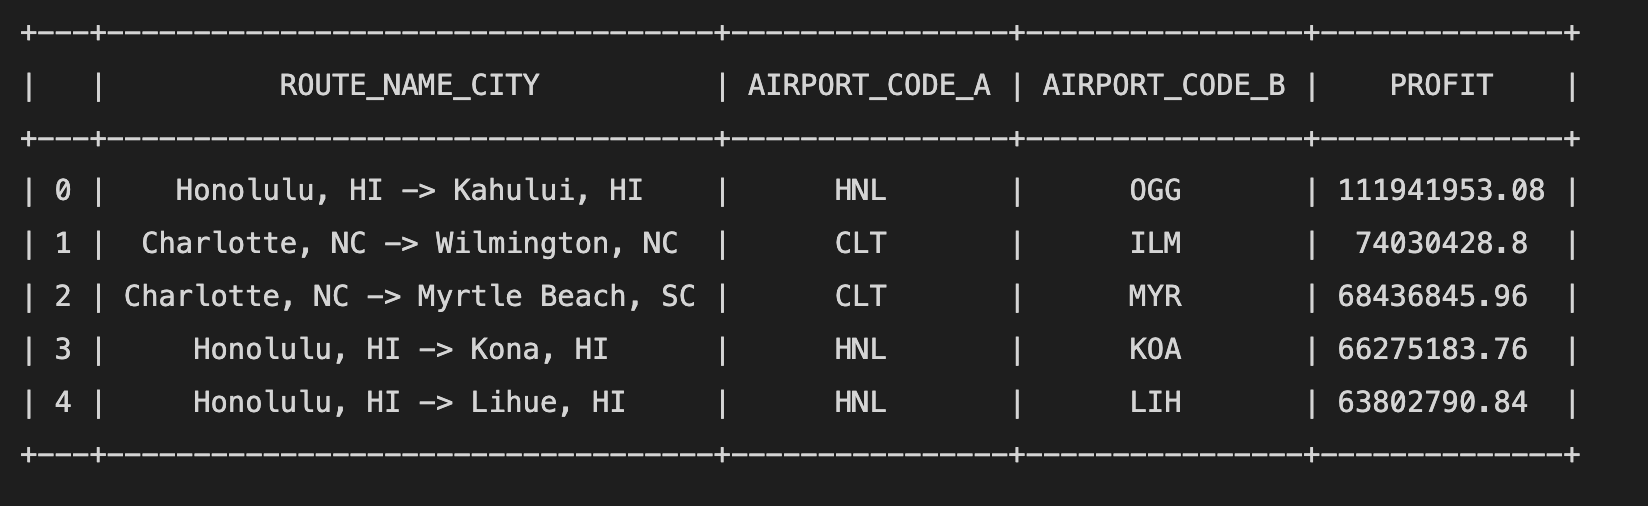 +---+-----------------------------------+----------------+----------------+--------------+
|   |          ROUTE_NAME_CITY          | AIRPORT_CODE_A | AIRPORT_CODE_B |    PROFIT    |
+---+-----------------------------------+----------------+----------------+--------------+
| 0 |    Honolulu, HI -> Kahului, HI    |      HNL       |      OGG       | 111941953.08 |
| 1 |  Charlotte, NC -> Wilmington, NC  |      CLT       |      ILM       |  74030428.8  |
| 2 | Charlotte, NC -> Myrtle Beach, SC |      CLT       |      MYR       | 68436845.96  |
| 3 |     Honolulu, HI -> Kona, HI      |      HNL       |      KOA       | 66275183.76  |
| 4 |     Honolulu, HI -> Lihue, HI     |      HNL       |      LIH       | 63802790.84  |
+---+-----------------------------------+----------------+----------------+--------------+